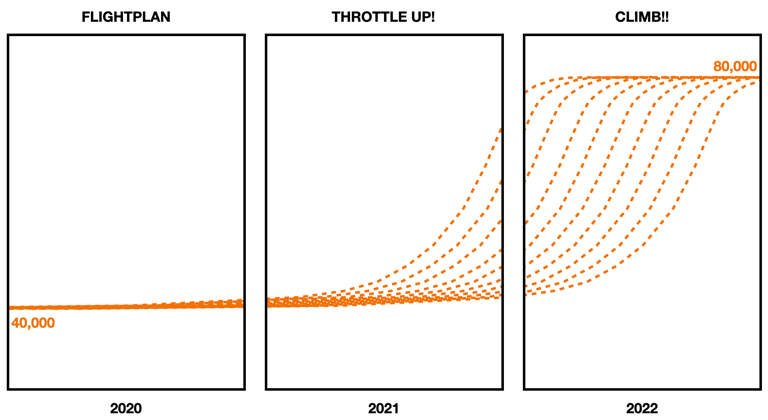 FLIGHTPLAN
THROTTLE UP!
CLIMB!!
80,000
40,000
2020
2021
2022